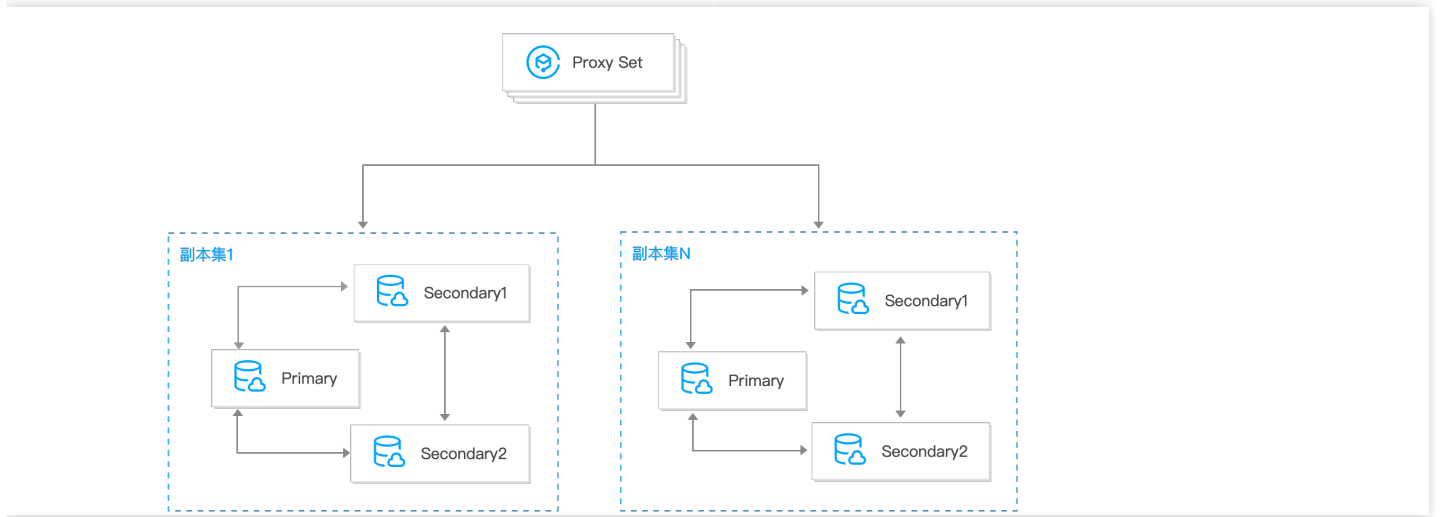 Proxy Set
副本集1
Secondary1
Primary
Secondary2
副本集N
Secondary1
Primary
Secondary2